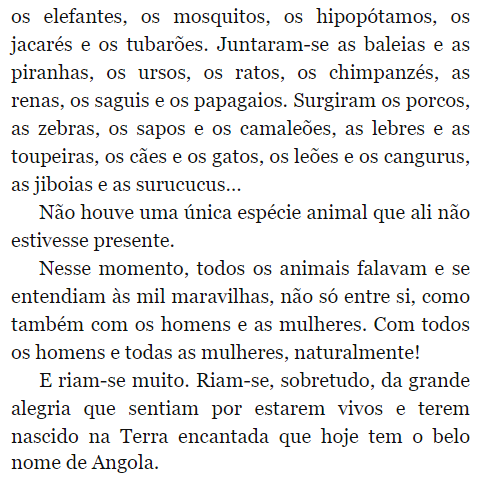 os elefantes, os mosquitos, os hipopótamos, os
jacarés e os tubarões. Juntaram-se as baleias e as
piranhas, os ursos, os ratos, os chimpanzés, as
renas, os saguis e os papagaios. Surgiram os porcos,
as zebras, os sapos e os camaleões, as lebres e as
toupeiras, os cães e os gatos, os leões e os cangurus,
as jiboias e as surucucus...
Não houve uma única espécie animal que ali não
estivesse presente.
Nesse momento, todos os animais falavam e se
entendiam às mil maravilhas, não só entre si, como
também com os homens e as mulheres. Com todos
os homens e todas as mulheres, naturalmente!
E riam-se muito. Riam-se, sobretudo, da grande
alegria que sentiam por estarem vivos e terem
nascido na Terra encantada que hoje tem o belo
nome de Angola.